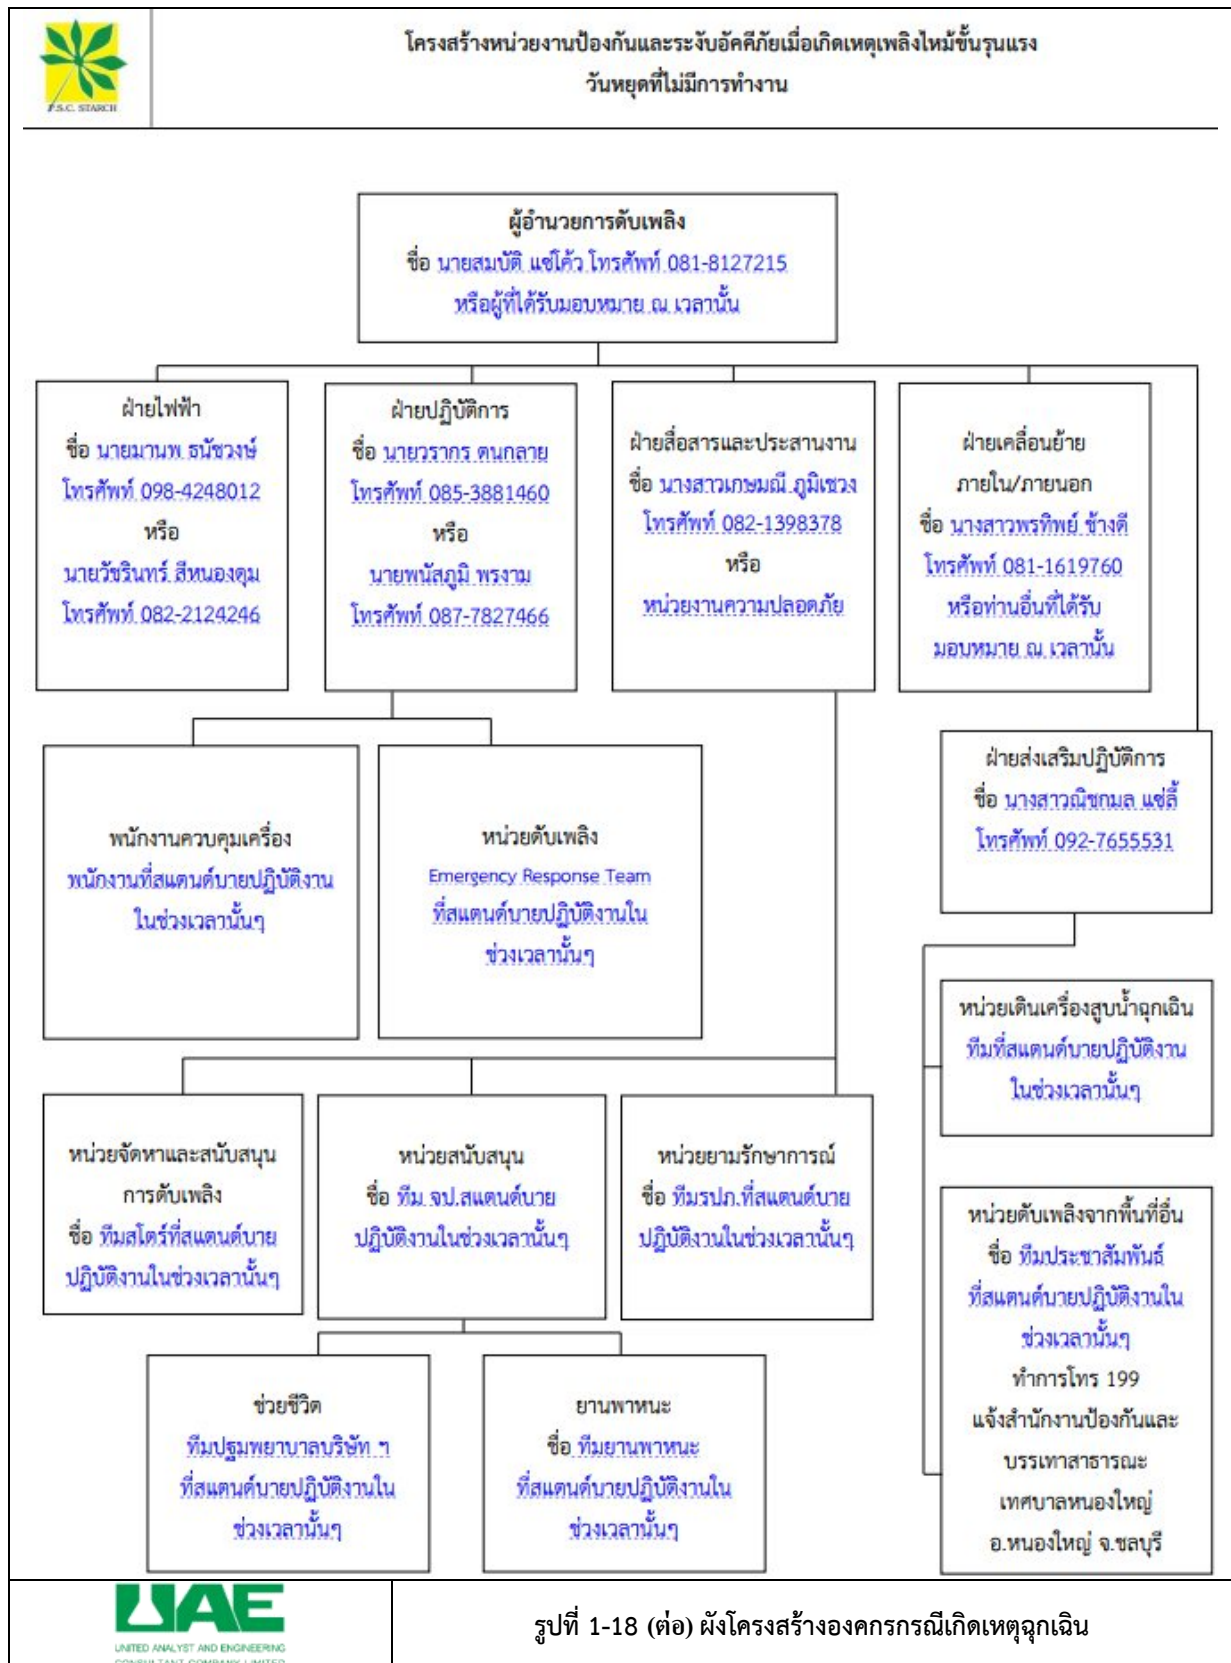 โครงสร้างหน่วยงานป้องกันและระงับอัคคีภัยเมื่อเกิดเหตุเพลิงไหม้ขั้นรุนแรง
วันหยุดที่ไม่มีการทำงาน
P.S.C. STARCH
ผู้อำนวยการดับเพลิง
ชื่อ นายสมบัติ แซ่โค้ว โทรศัพท์ 081-8127215
หรือผู้ที่ได้รับมอบหมาย ณ เวลานั้น
ฝ่ายไฟฟ้า
ชื่อ นายมานพ ธนัชวงษ์
โทรศัพท์ 098-4248012
หรือ
นายวัชรินทร์ สีหนองดุม
โทรศัพท์ 082-2124246
ฝ่ายปฏิบัติการ
ชื่อ นายวรากร ตนกลาย
โทรศัพท์ 085-3881460
หรือ
นายพนัสภูมิ พรงาม
โทรศัพท์ 087-7827466
ฝ่ายสื่อสารและประสานงาน
ชื่อ นางสาวเกษมณี ภูมิเขวง
โทรศัพท์ 082-1398378
หรือ
หน่วยงานความปลอดภัย
ฝ่ายเคลื่อนย้าย
ภายใน/ภายนอก
ชื่อ นางสาวพรทิพย์ ช้างดี
โทรศัพท์ 081-1619760
หรือท่านอื่นที่ได้รับ
มอบหมาย ณ เวลานั้น
พนักงานควบคุมเครื่อง
พนักงานที่สแตนด์บายปฏิบัติงาน
ในช่วงเวลานั้นๆ
หน่วยดับเพลิง
Emergency Response Team
ที่สแตนด์บายปฏิบัติงานใน
ช่วงเวลานั้นๆ
ฝ่ายส่งเสริมปฏิบัติการ
ชื่อ นางสาวณิชกมล แซ่ลี้
โทรศัพท์ 092-7655531
หน่วยเดินเครื่องสูบน้ำฉุกเฉิน
ทีมที่สแตนด์บายปฏิบัติงาน
ในช่วงเวลานั้นๆ
หน่วยจัดหาและสนับสนุน
การดับเพลิง
ชื่อ ทีมสโตร์ที่สแตนด์บาย
ปฏิบัติงานในช่วงเวลานั้นๆ
หน่วยสนับสนุน
ชื่อ ทีม จป.สแตนด์บาย
ปฏิบัติงานในช่วงเวลานั้นๆ
หน่วยยามรักษาการณ์
ชื่อ ทีมรปภ.ที่สแตนด์บาย
ปฏิบัติงานในช่วงเวลานั้นๆ
หน่วยดับเพลิงจากพื้นที่อื่น
ชื่อ ทีมประชาสัมพันธ์
ที่สแตนด์บายปฏิบัติงานใน
ช่วงเวลานั้นๆ
ทำการโทร 199
แจ้งสำนักงานป้องกันและ
บรรเทาสาธารณะ
เทศบาลหนองใหญ่
อ.หนองใหญ่ จ.ชลบุรี
ช่วยชีวิต
ทีมปฐมพยาบาลบริษัท ฯ
ที่สแตนด์บายปฏิบัติงานใน
ช่วงเวลานั้นๆ
ยานพาหนะ
ชื่อ ทีมยานพาหนะ
ที่สแตนด์บายปฏิบัติงานใน
ช่วงเวลานั้นๆ
UAE
UNITED ANALYST AND ENGINEERING
CONSULTANT COMPANY LIMITED
รูปที่ 1-18 (ต่อ) ผังโครงสร้างองค์กรกรณีเกิดเหตุฉุกเฉิน